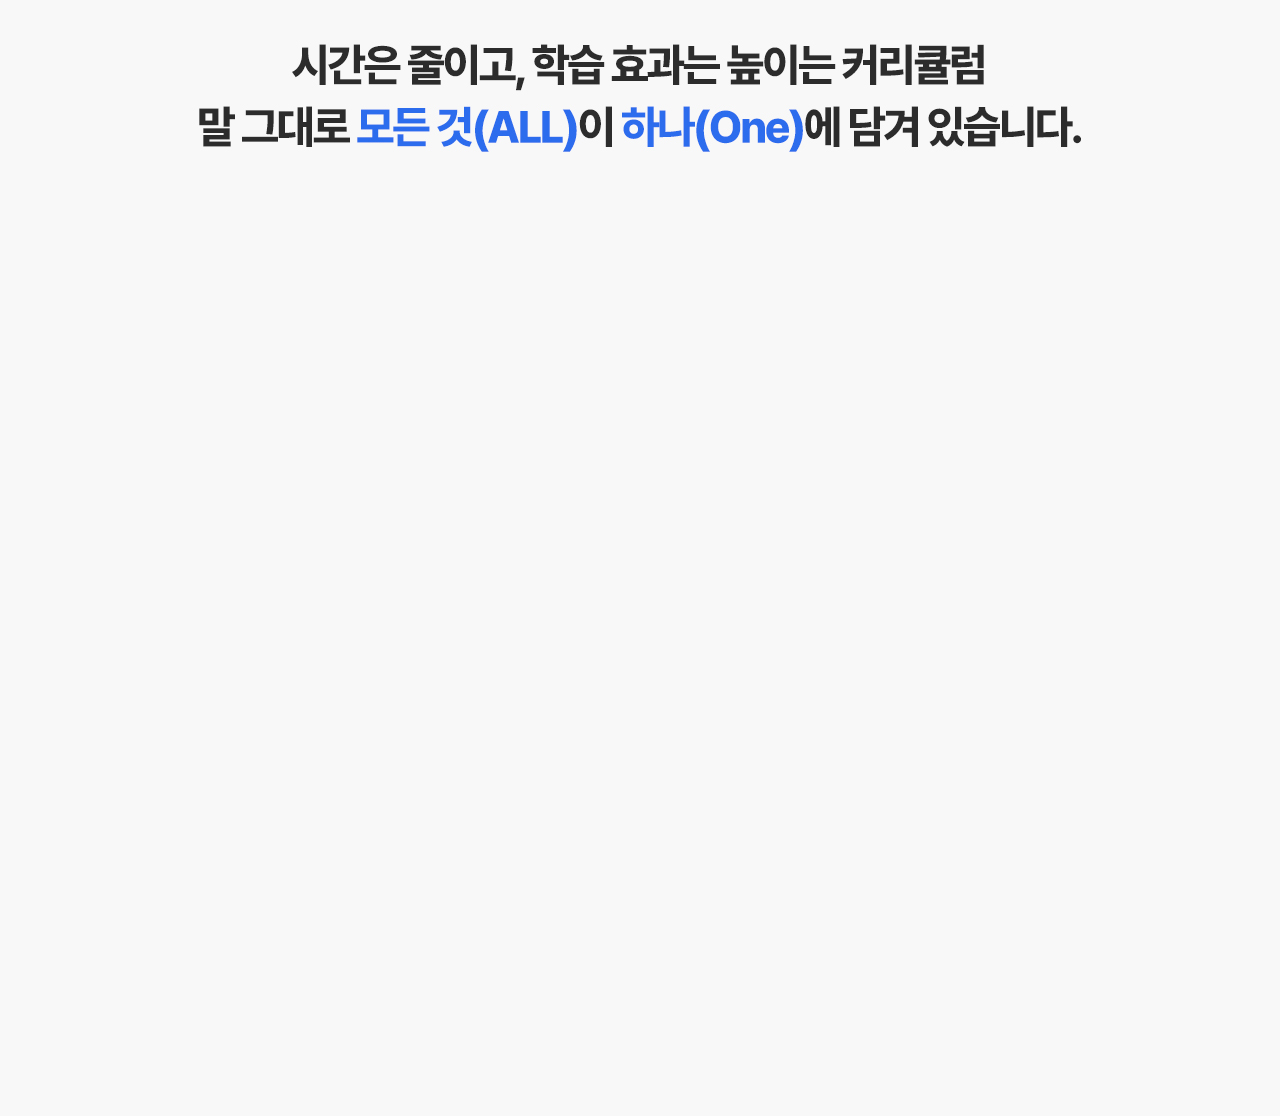 시간은 줄이고, 학습 효과는 높이는 커리큘럼
말 그대로 모든 것(ALL)이 하나(One)에 담겨 있습니다.